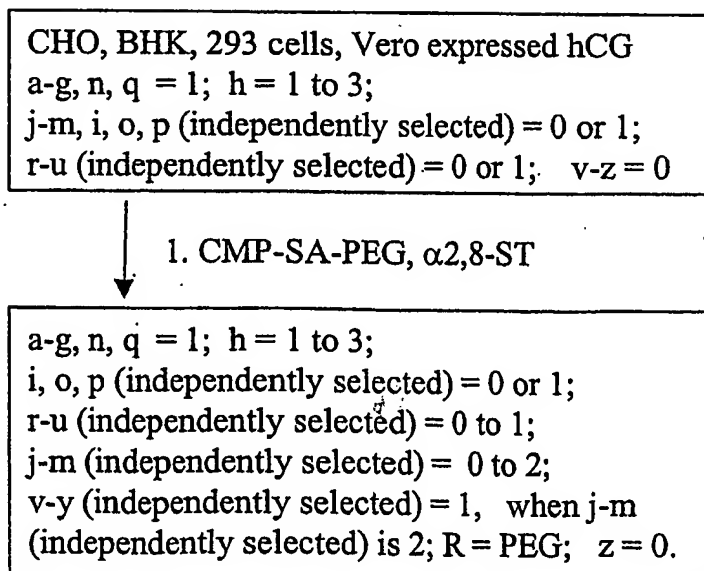 CHO, BHK, 293 cells, Vero expressed hCG
a-g, n, q = 1; h = 1 to 3;
j-m, i, o, p (independently selected) = 0 or 1;
r-u (independently selected) = 0 or 1; v-z = 0
1. CMP-SA-PEG, α2,8-ST
a-g, n, q = 1; h = 1 to 3;
i, o, p (independently selected) = 0 or 1;
r-u (independently selected) = 0 to 1;
j-m (independently selected) = 0 to 2;
v-y (independently selected) = 1, when j-m
(independently selected) is 2; R = PEG; z = 0.